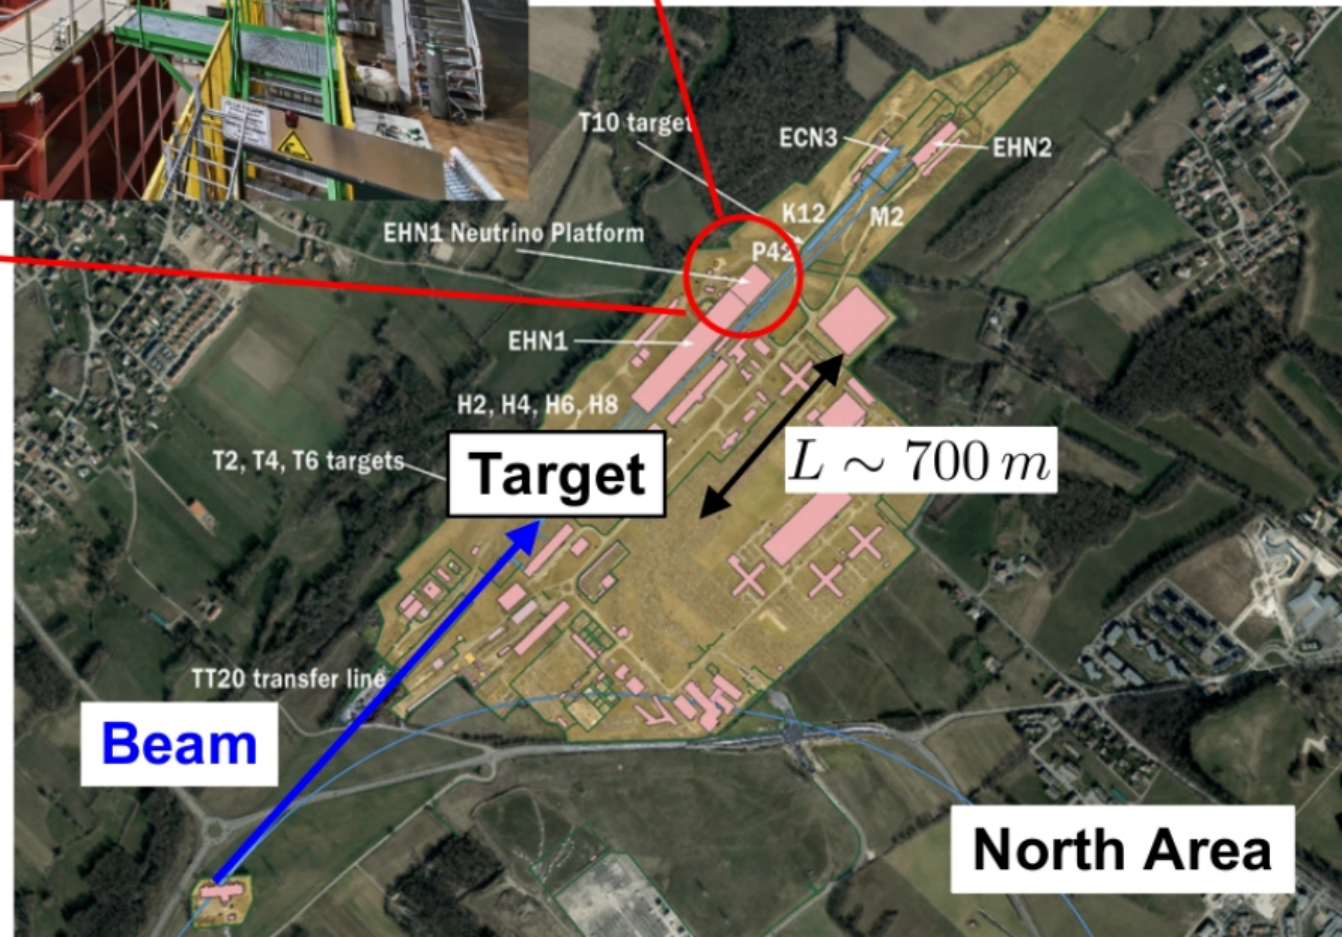 T10 target
ECN3
EHN2
K12
M2
EHN1 Neutrino Platform
P42
EHN1
H2, H4, H6, H8
T2, T4, T6 targets
Target
L ∼ 700 m
TT20 transfer line
Beam
North Area